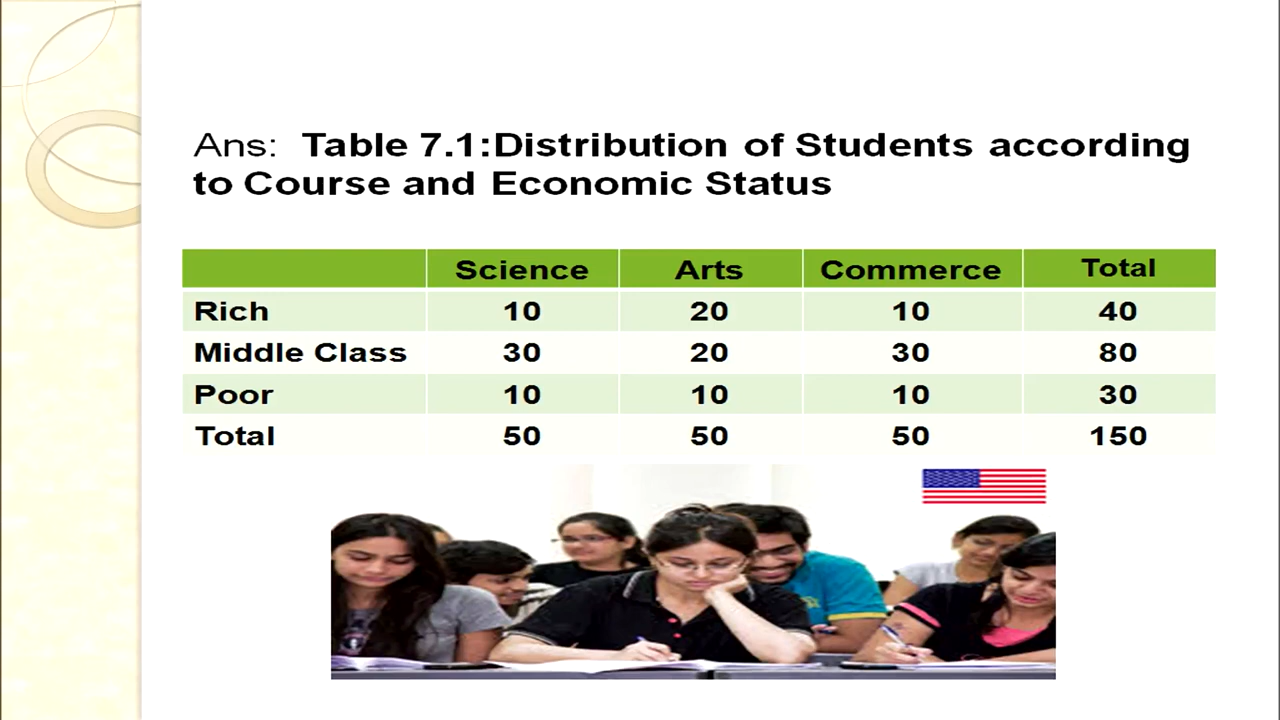 Ans: Table 7.1:Distribution of Students according
to Course and Economic Status
Science Arts Commerce Total
Rich 10 20 10 40
Middle Class 30 20 30 80
Poor 10 10 10 30
Total 50 50 50 150